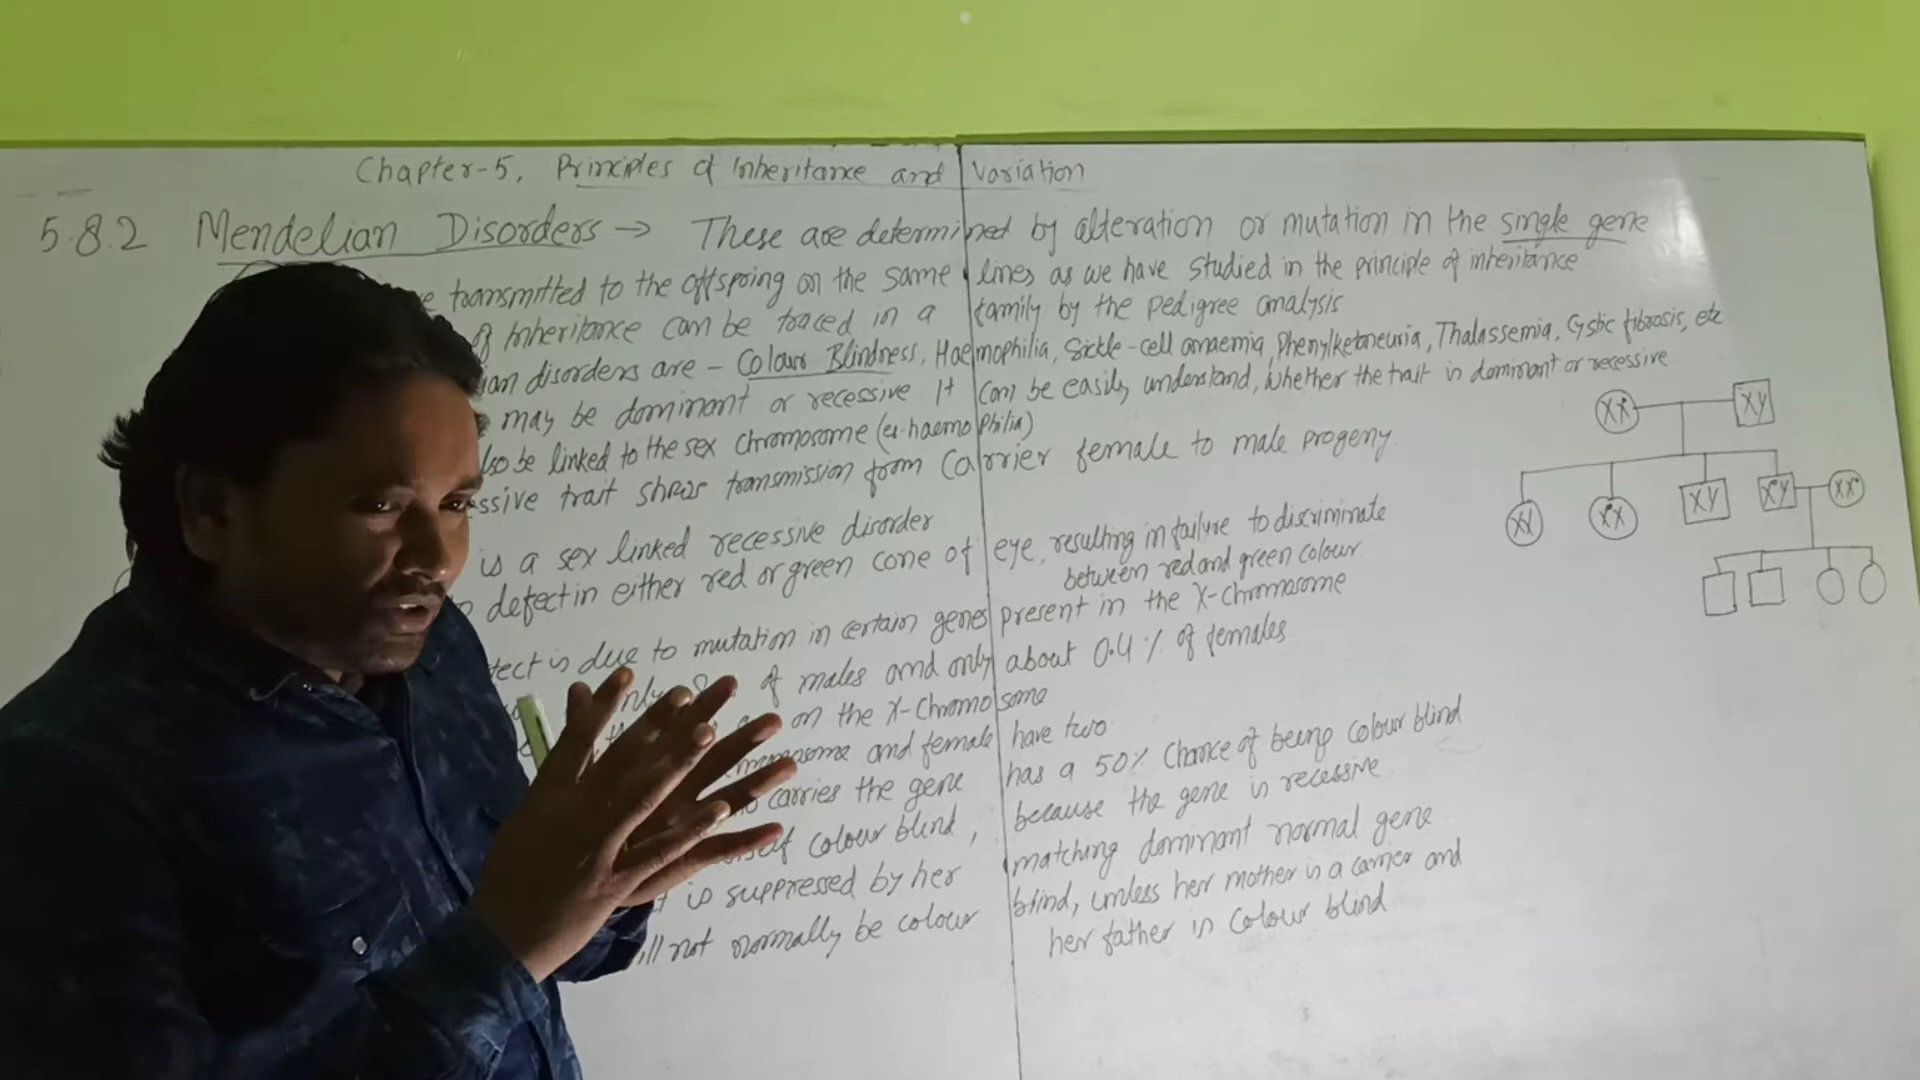 Chapter-5, Principles of Inheritance and Variation
5.8.2 Mendelian Disorders → These are determined by alteration or mutation in the single gene
transmitted to the offspring on the same lines as we have studied in the principle of inheritance
of Inheritance can be traced in a family by the pedigree analysis
disorders are - Colour Blindness, Haemophilia, Sickle-cell anaemia, Phenylketoneuria, Thalassemia, Cystic fibrosis, etc
may be dominant or recessive It can be easily understand, whether the trait is dominant or recessive
be linked to the sex chromosome (ex-haemophilia)
trait shows transmission from carrier female to male progeny
is a sex linked recessive disorder
defect in either red or green cone of eye, resulting in failure to discriminate
between red and green colour
is due to mutation in certain genes present in the X-chromosome
of males and only about 0.4% of females
on the X-Chromosome
and female have two
carries the gene has a 50% Chance of being colour blind
colour blind, because the gene is recessive
is suppressed by her matching dominant normal gene
not normally be colour blind, unless her mother is a carrier and
her father is colour blind
XX XY
XX XX XY XY XX